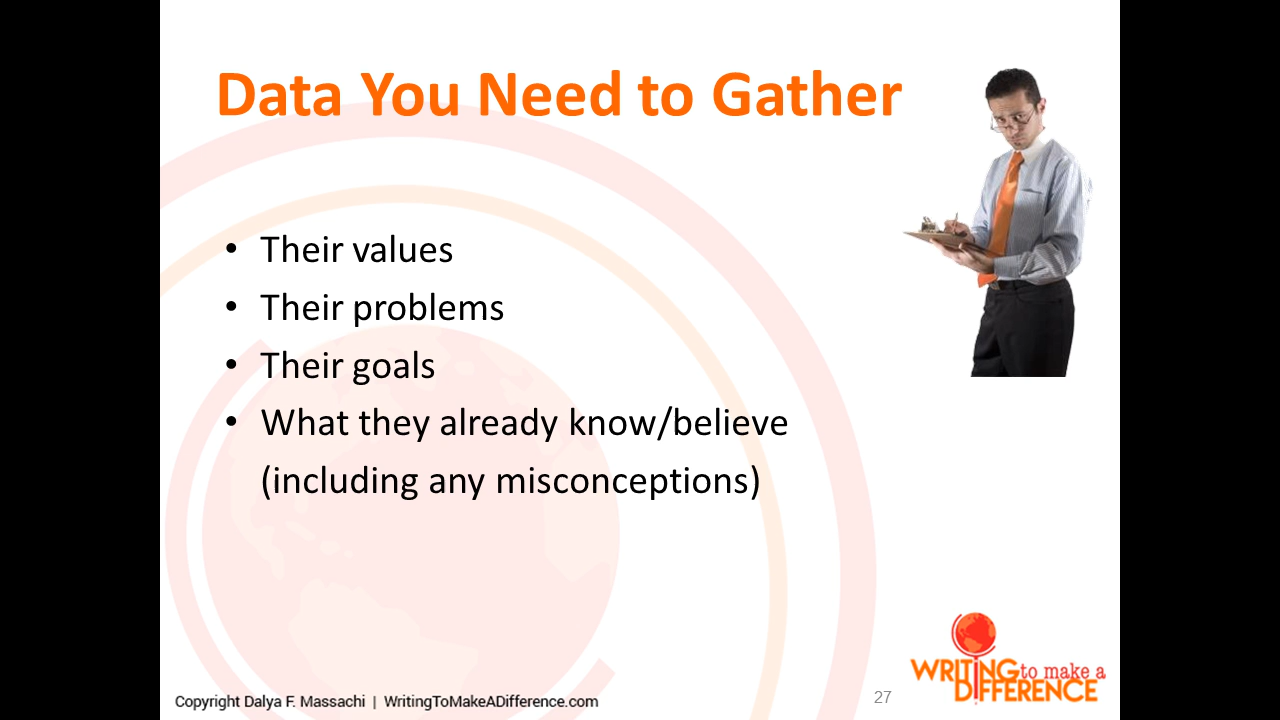 Data You Need to Gather
• Their values
• Their problems
• Their goals
• What they already know/believe
(including any misconceptions)
WRITING to make a
DIFFERENCE
Copyright Dalya F. Massachi | WritingToMakeADifference.com
27